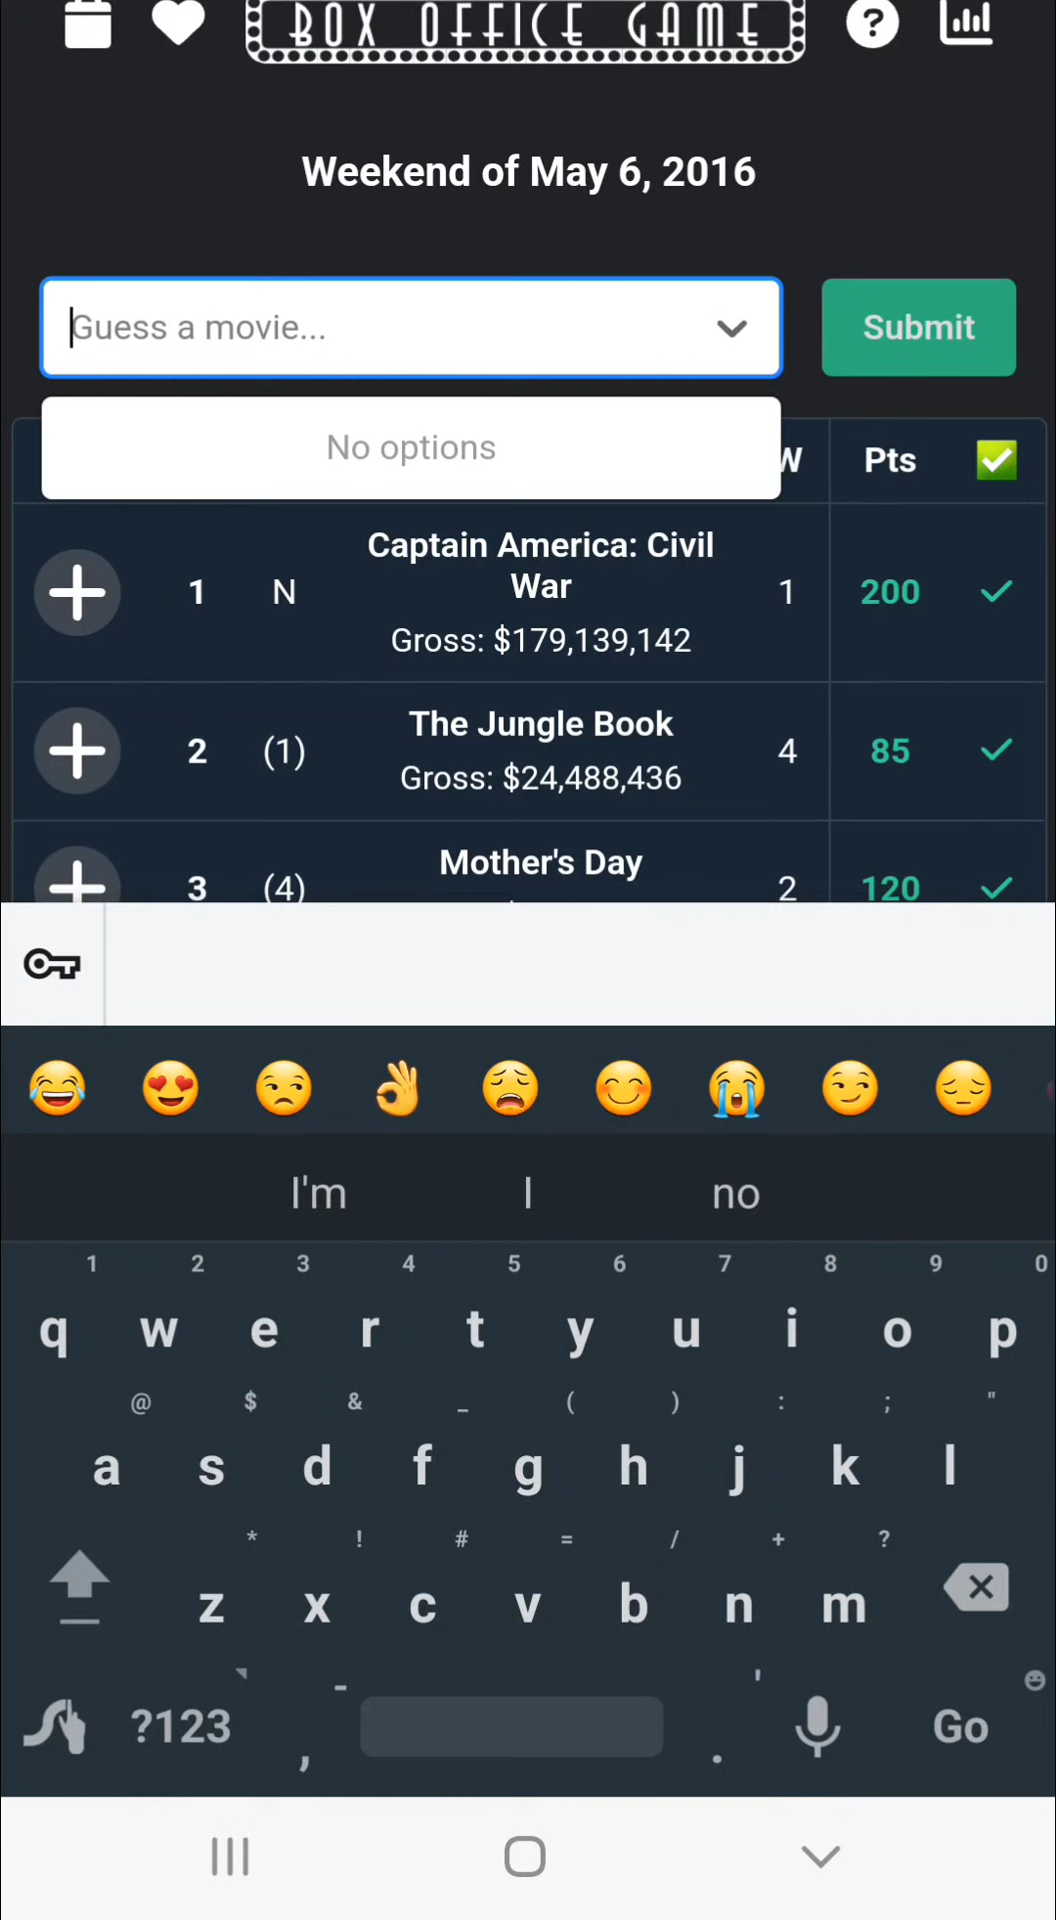 BOX OFFICE GAME
?
Weekend of May 6, 2016
Guess a movie...
Submit
No options
W Pts
1 N Captain America: Civil War 1 200
Gross: $179,139,142
2 (1) The Jungle Book 4 85
Gross: $24,488,436
3 (4) Mother's Day 2 120
I'm I no
1 2 3 4 5 6 7 8 9 0
q w e r t y u i o p
@ $ & _ ( ) : ; "
a s d f g h j k l
* ! # = / + ?
z x c v b n m
- '
?123 , . Go